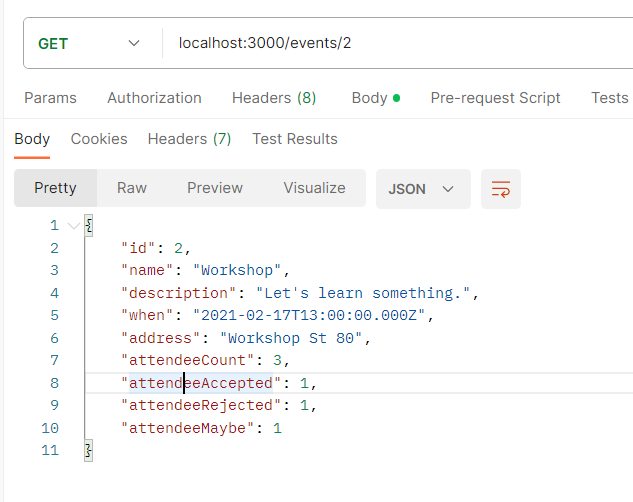 GET localhost:3000/events/2
Params Authorization Headers (8) Body Pre-request Script Tests
Body Cookies Headers (7) Test Results
Pretty Raw Preview Visualize JSON
1 {
2 "id": 2,
3 "name": "Workshop",
4 "description": "Let's learn something.",
5 "when": "2021-02-17T13:00:00.000Z",
6 "address": "Workshop St 80",
7 "attendeeCount": 3,
8 "attendeeAccepted": 1,
9 "attendeeRejected": 1,
10 "attendeeMaybe": 1
11 }